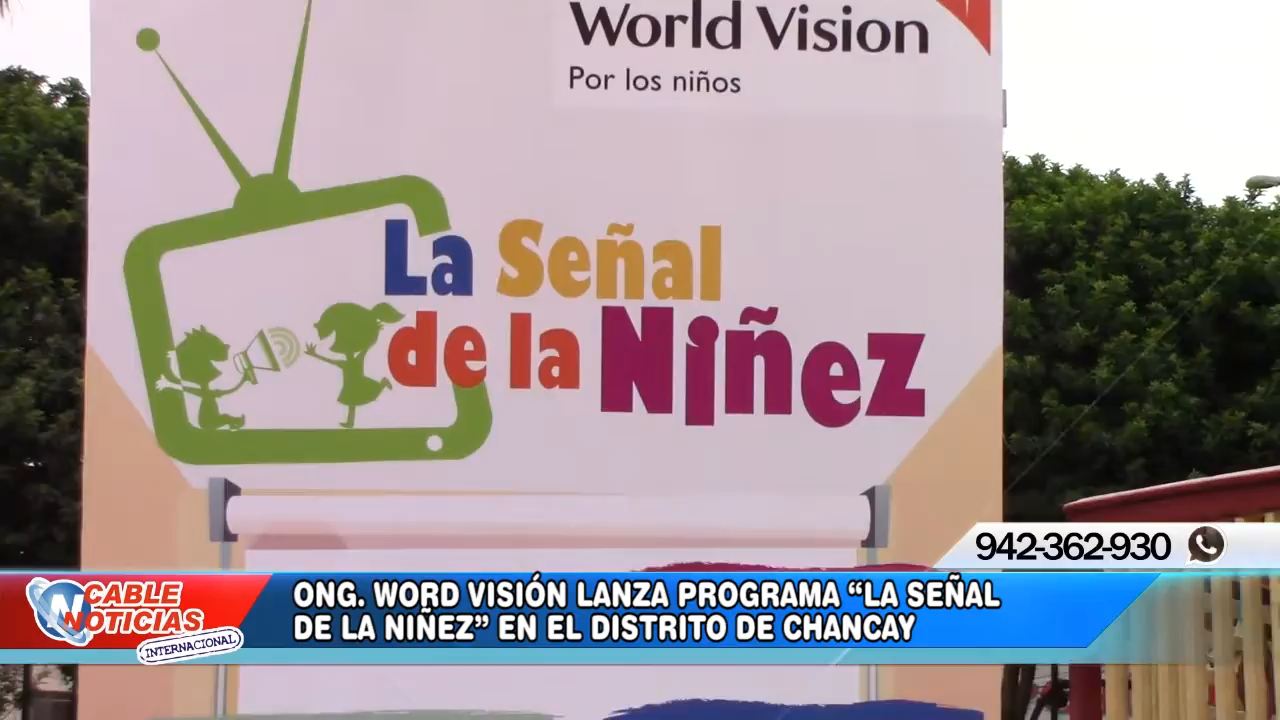 World Vision
Por los niños
La Señal
de la Niñez
942-362-930
CABLE
NOTICIAS
INTERNACIONAL
ONG. WORD VISIÓN LANZA PROGRAMA “LA SEÑAL
DE LA NIÑEZ” EN EL DISTRITO DE CHANCAY